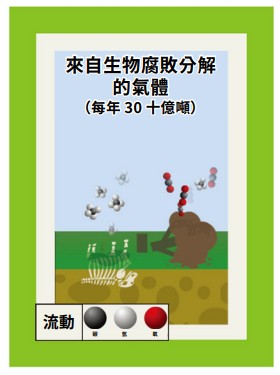 來自生物腐敗分解
的氣體
（每年 30 十億噸）
流動
碳
氫
氧